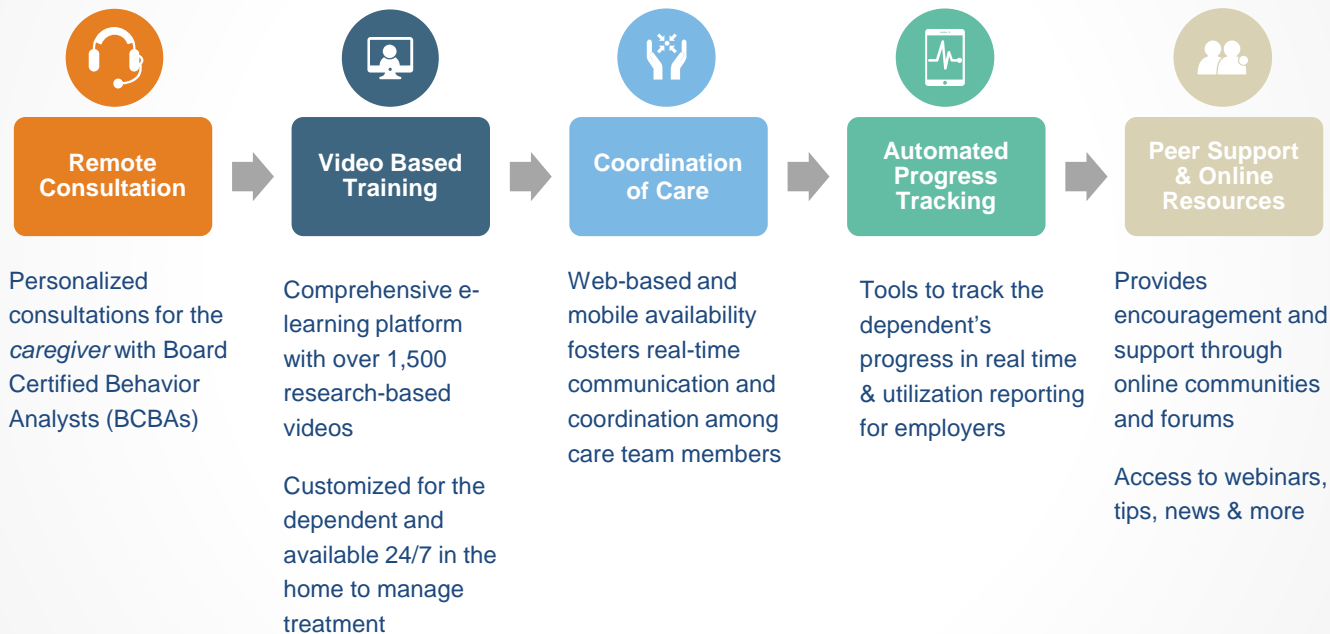 Remote
Consultation
Video Based
Training
Coordination
of Care
Automated
Progress
Tracking
Peer Support
& Online
Resources
Personalized
consultations for the
caregiver with Board
Certified Behavior
Analysts (BCBAs)
Comprehensive e-
learning platform
with over 1,500
research-based
videos
Customized for the
dependent and
available 24/7 in the
home to manage
treatment
Web-based and
mobile availability
fosters real-time
communication and
coordination among
care team members
Tools to track the
dependent’s
progress in real time
& utilization reporting
for employers
Provides
encouragement and
support through
online communities
and forums
Access to webinars,
tips, news & more